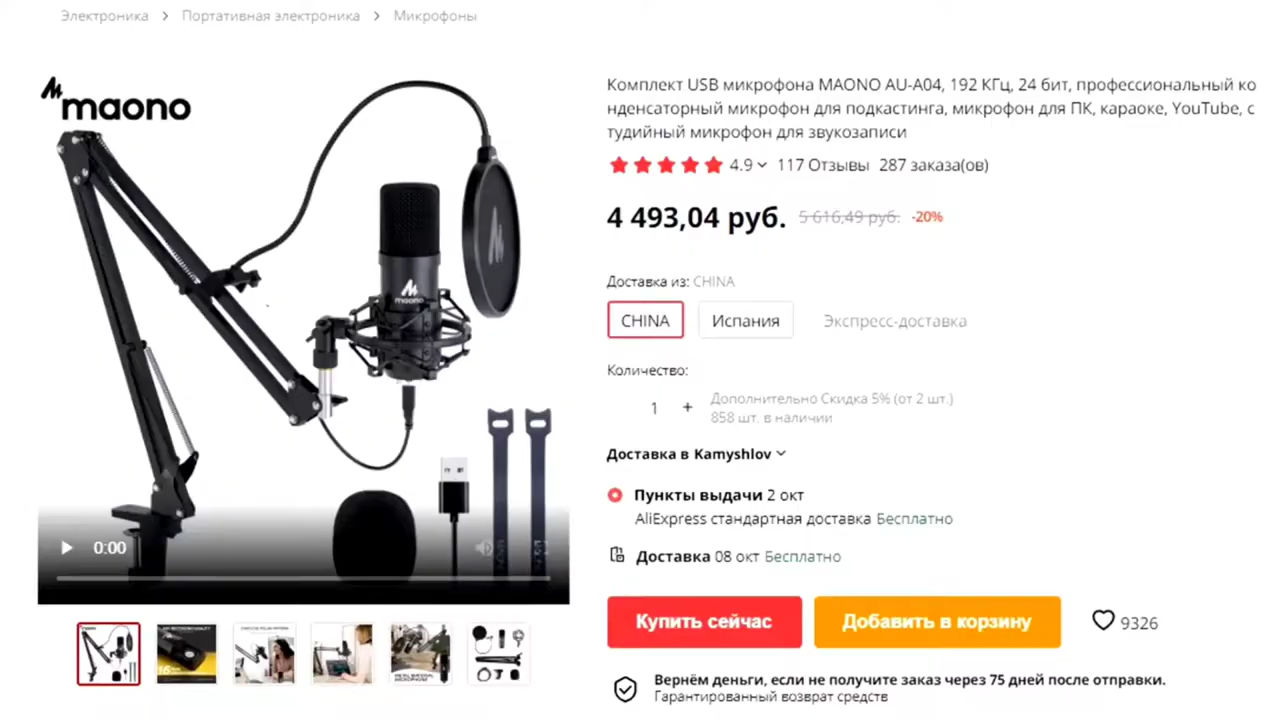 Электроника > Портативная электроника > Микрофоны
maono
Комплект USB микрофона MAONO AU-A04, 192 КГц, 24 бит, профессиональный ко
нденсаторный микрофон для подкастинга, микрофон для ПК, караоке, YouTube, с
тудийный микрофон для звукозаписи
4.9 117 Отзывы 287 заказа(ов)
4 493,04 руб. 5 616,49 руб. -20%
Доставка из: CHINA
CHINA Испания Экспресс-доставка
maono
Количество:
1 + Дополнительно Скидка 5% (от 2 шт.)
858 шт. в наличии
Доставка в Kamyshlov
Пункты выдачи 2 окт
AliExpress стандартная доставка Бесплатно
0:00
Доставка 08 окт Бесплатно
Купить сейчас Добавить в корзину 9326
Вернём деньги, если не получите заказ через 75 дней после отправки.
Гарантированный возврат средств